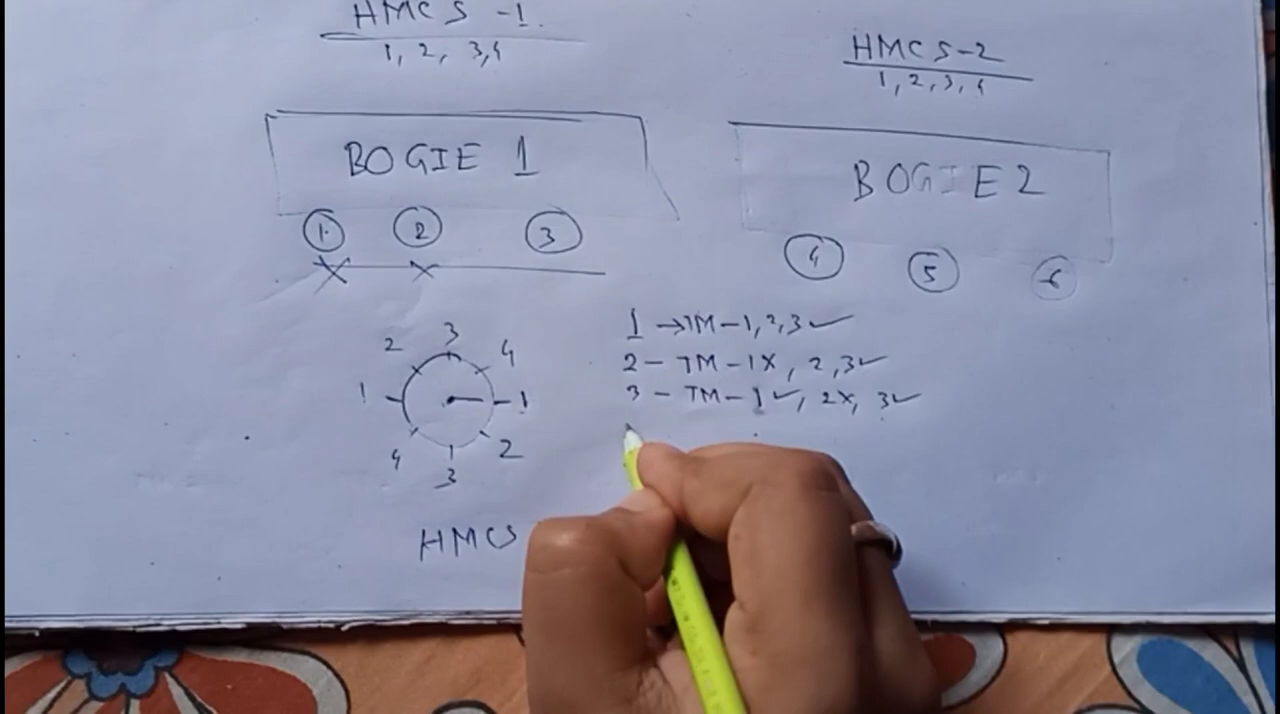 HMCS -1
1, 2, 3,4
HMCS-2
1, 2, 3, 4
BOGIE 1
BOGIE 2
1 2 3
4 5 6
1 → TM-1,2,3 ✓
2 - TM-1X, 2,3✓
3 - TM-1✓, 2X, 3✓
3
2 4
1 1
4 2
3
HMCS